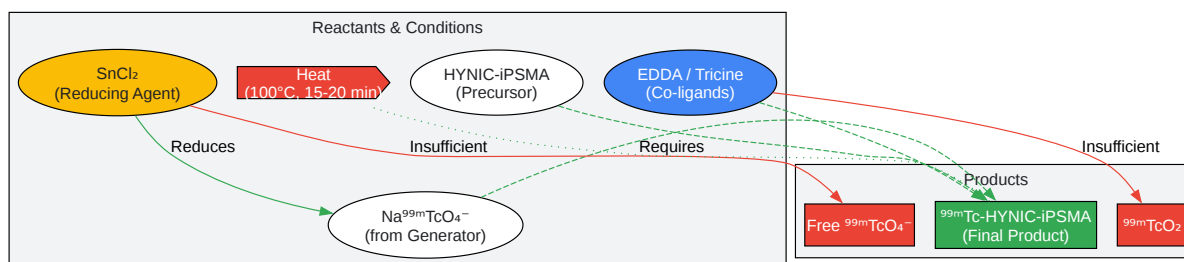 Reactants & Conditions
SnCl₂
(Reducing Agent)
Heat
(100°C, 15-20 min)
HYNIC-iPSMA
(Precursor)
EDDA / Tricine
(Co-ligands)
Reduces
Insufficient
Requires
Insufficient
Na⁹⁹ᵐTcO₄⁻
(from Generator)
Products
Free ⁹⁹ᵐTcO₄⁻
⁹⁹ᵐTc-HYNIC-iPSMA
(Final Product)
⁹⁹ᵐTcO₂